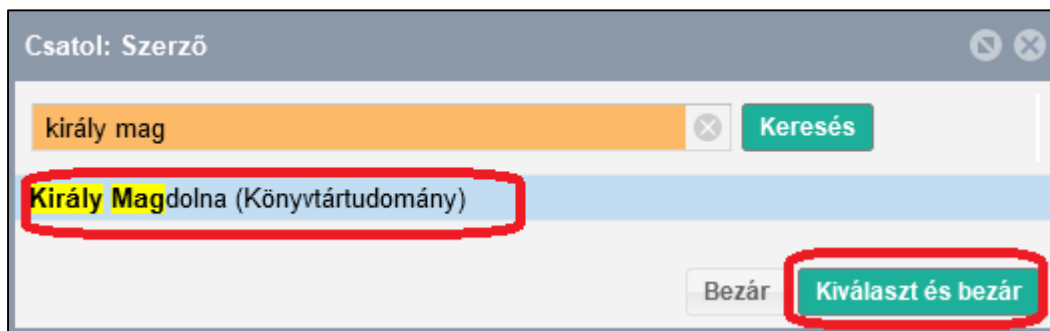 Csatol: Szerző
király mag
Keresés
Király Magdolna (Könyvtártudomány)
Bezár
Kiválaszt és bezár